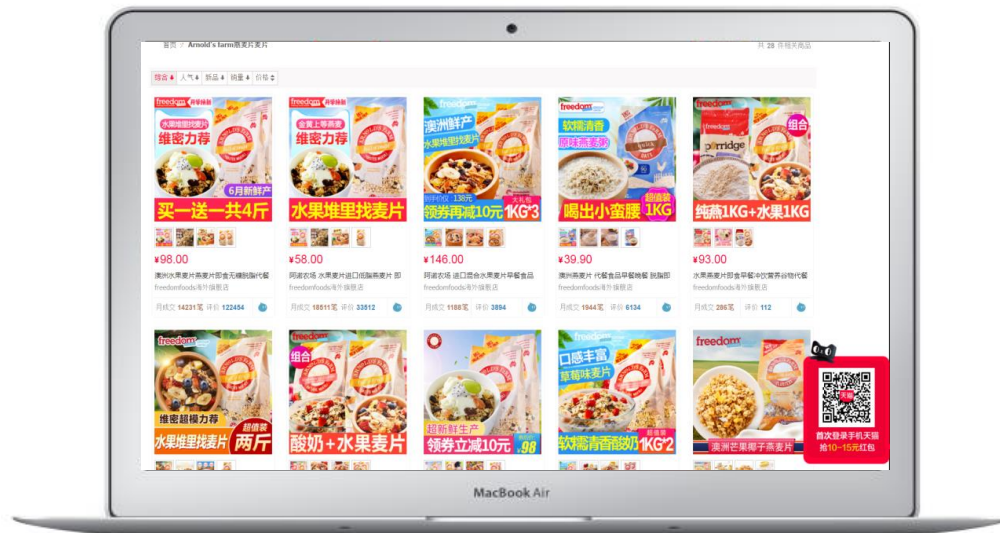 首页 / Arnold's farm燕麦片麦片
共 28 件相关商品
综合 人气 新品 销量 价格
freedom 月季焕新
水果堆里找麦片
维密力荐
6月新鲜产
买一送一共4斤
freedom 月季焕新
金奖上等燕麦
维密力荐
水果堆里找麦片
freedom
澳洲鲜产
水果堆里找麦片
138元
大礼包
领券再减10元 1KG*3
freedom
软糯清香
原味燕麦粥
超值装
喝出小蛮腰 1KG
freedom
组合
porridge
纯燕1KG+水果1KG
¥98.00
澳洲水果麦片燕麦片即食无糖脱脂代餐
freedomfoods海外旗舰店
月成交 14231笔 评价 122454
¥58.00
阿诺农场 水果麦片进口低脂燕麦片 即
freedomfoods海外旗舰店
月成交 18511笔 评价 33512
¥146.00
阿诺农场 进口混合水果麦片早餐食品
freedomfoods海外旗舰店
月成交 1188笔 评价 3894
¥39.90
澳洲燕麦片 代餐食品早餐晚餐 脱脂即
freedomfoods海外旗舰店
月成交 1944笔 评价 6134
¥93.00
水果燕麦片即食早餐冲饮营养谷物代餐
freedomfoods海外旗舰店
月成交 286笔 评价 112
freedom
维密超模力荐
超值装
水果堆里找麦片 两斤
freedom
组合
酸奶+水果麦片
超新鲜生产
领券立减10元 98
freedom
口感丰富
草莓味麦片
超值装
软糯清香酸奶 1KG*2
freedom
澳洲芒果椰子燕麦片
天猫
首次登录手机天猫
抢10~15元红包
MacBook Air